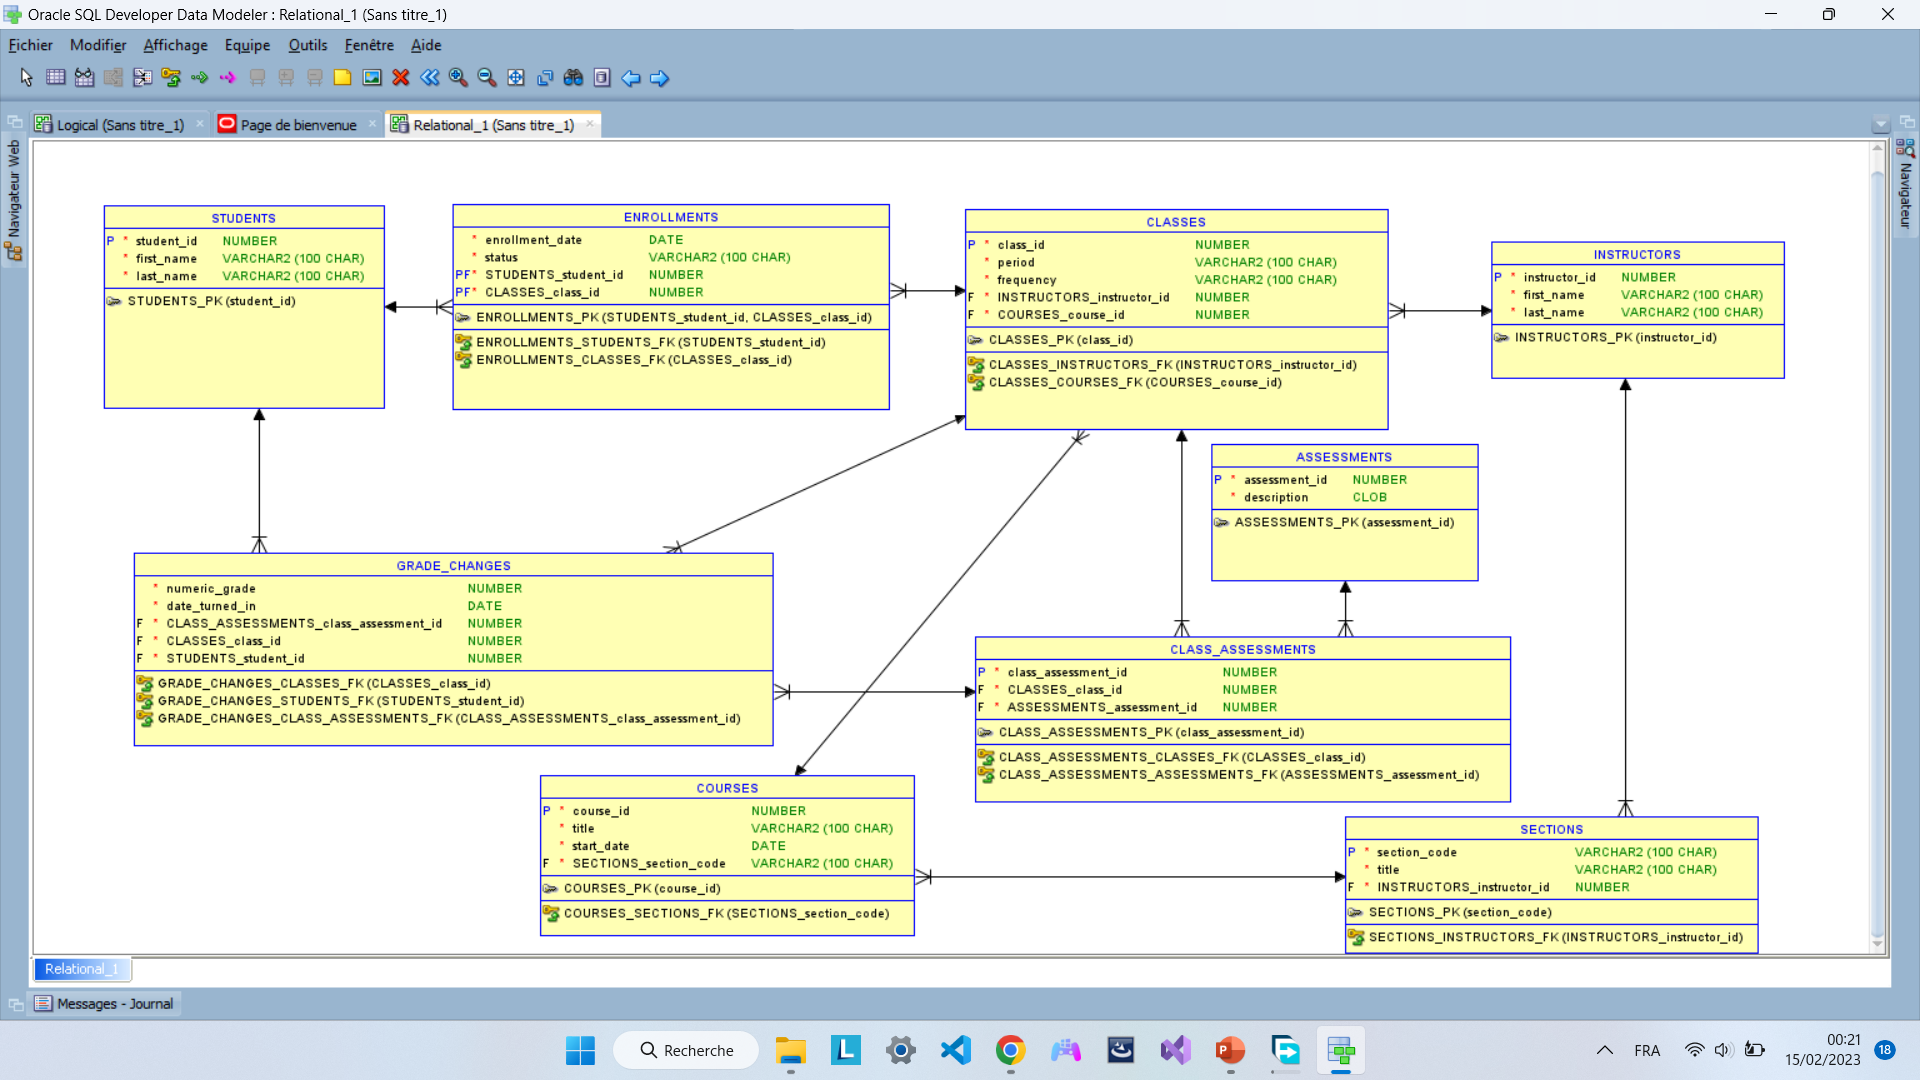 Oracle SQL Developer Data Modeler : Relational_1 (Sans titre_1)
Fichier Modifier Affichage Equipe Outils Fenêtre Aide
Logical (Sans titre_1) Page de bienvenue Relational_1 (Sans titre_1)
Navigateur Web
Navigateur
STUDENTS
P * student_id NUMBER
* first_name VARCHAR2 (100 CHAR)
* last_name VARCHAR2 (100 CHAR)
STUDENTS_PK (student_id)
ENROLLMENTS
* enrollment_date DATE
* status VARCHAR2 (100 CHAR)
PF* STUDENTS_student_id NUMBER
PF* CLASSES_class_id NUMBER
ENROLLMENTS_PK (STUDENTS_student_id, CLASSES_class_id)
ENROLLMENTS_STUDENTS_FK (STUDENTS_student_id)
ENROLLMENTS_CLASSES_FK (CLASSES_class_id)
CLASSES
P * class_id NUMBER
* period VARCHAR2 (100 CHAR)
* frequency VARCHAR2 (100 CHAR)
F * INSTRUCTORS_instructor_id NUMBER
F * COURSES_course_id NUMBER
CLASSES_PK (class_id)
CLASSES_INSTRUCTORS_FK (INSTRUCTORS_instructor_id)
CLASSES_COURSES_FK (COURSES_course_id)
INSTRUCTORS
P * instructor_id NUMBER
* first_name VARCHAR2 (100 CHAR)
* last_name VARCHAR2 (100 CHAR)
INSTRUCTORS_PK (instructor_id)
ASSESSMENTS
P * assessment_id NUMBER
* description CLOB
ASSESSMENTS_PK (assessment_id)
GRADE_CHANGES
* numeric_grade NUMBER
* date_turned_in DATE
F * CLASS_ASSESSMENTS_class_assessment_id NUMBER
F * CLASSES_class_id NUMBER
F * STUDENTS_student_id NUMBER
GRADE_CHANGES_CLASSES_FK (CLASSES_class_id)
GRADE_CHANGES_STUDENTS_FK (STUDENTS_student_id)
GRADE_CHANGES_CLASS_ASSESSMENTS_FK (CLASS_ASSESSMENTS_class_assessment_id)
CLASS_ASSESSMENTS
P * class_assessment_id NUMBER
F * CLASSES_class_id NUMBER
F * ASSESSMENTS_assessment_id NUMBER
CLASS_ASSESSMENTS_PK (class_assessment_id)
CLASS_ASSESSMENTS_CLASSES_FK (CLASSES_class_id)
CLASS_ASSESSMENTS_ASSESSMENTS_FK (ASSESSMENTS_assessment_id)
COURSES
P * course_id NUMBER
* title VARCHAR2 (100 CHAR)
* start_date DATE
F * SECTIONS_section_code VARCHAR2 (100 CHAR)
COURSES_PK (course_id)
COURSES_SECTIONS_FK (SECTIONS_section_code)
SECTIONS
P * section_code VARCHAR2 (100 CHAR)
* title VARCHAR2 (100 CHAR)
F * INSTRUCTORS_instructor_id NUMBER
SECTIONS_PK (section_code)
SECTIONS_INSTRUCTORS_FK (INSTRUCTORS_instructor_id)
Relational_1
Messages - Journal
Recherche
FRA
00:21
15/02/2023
18